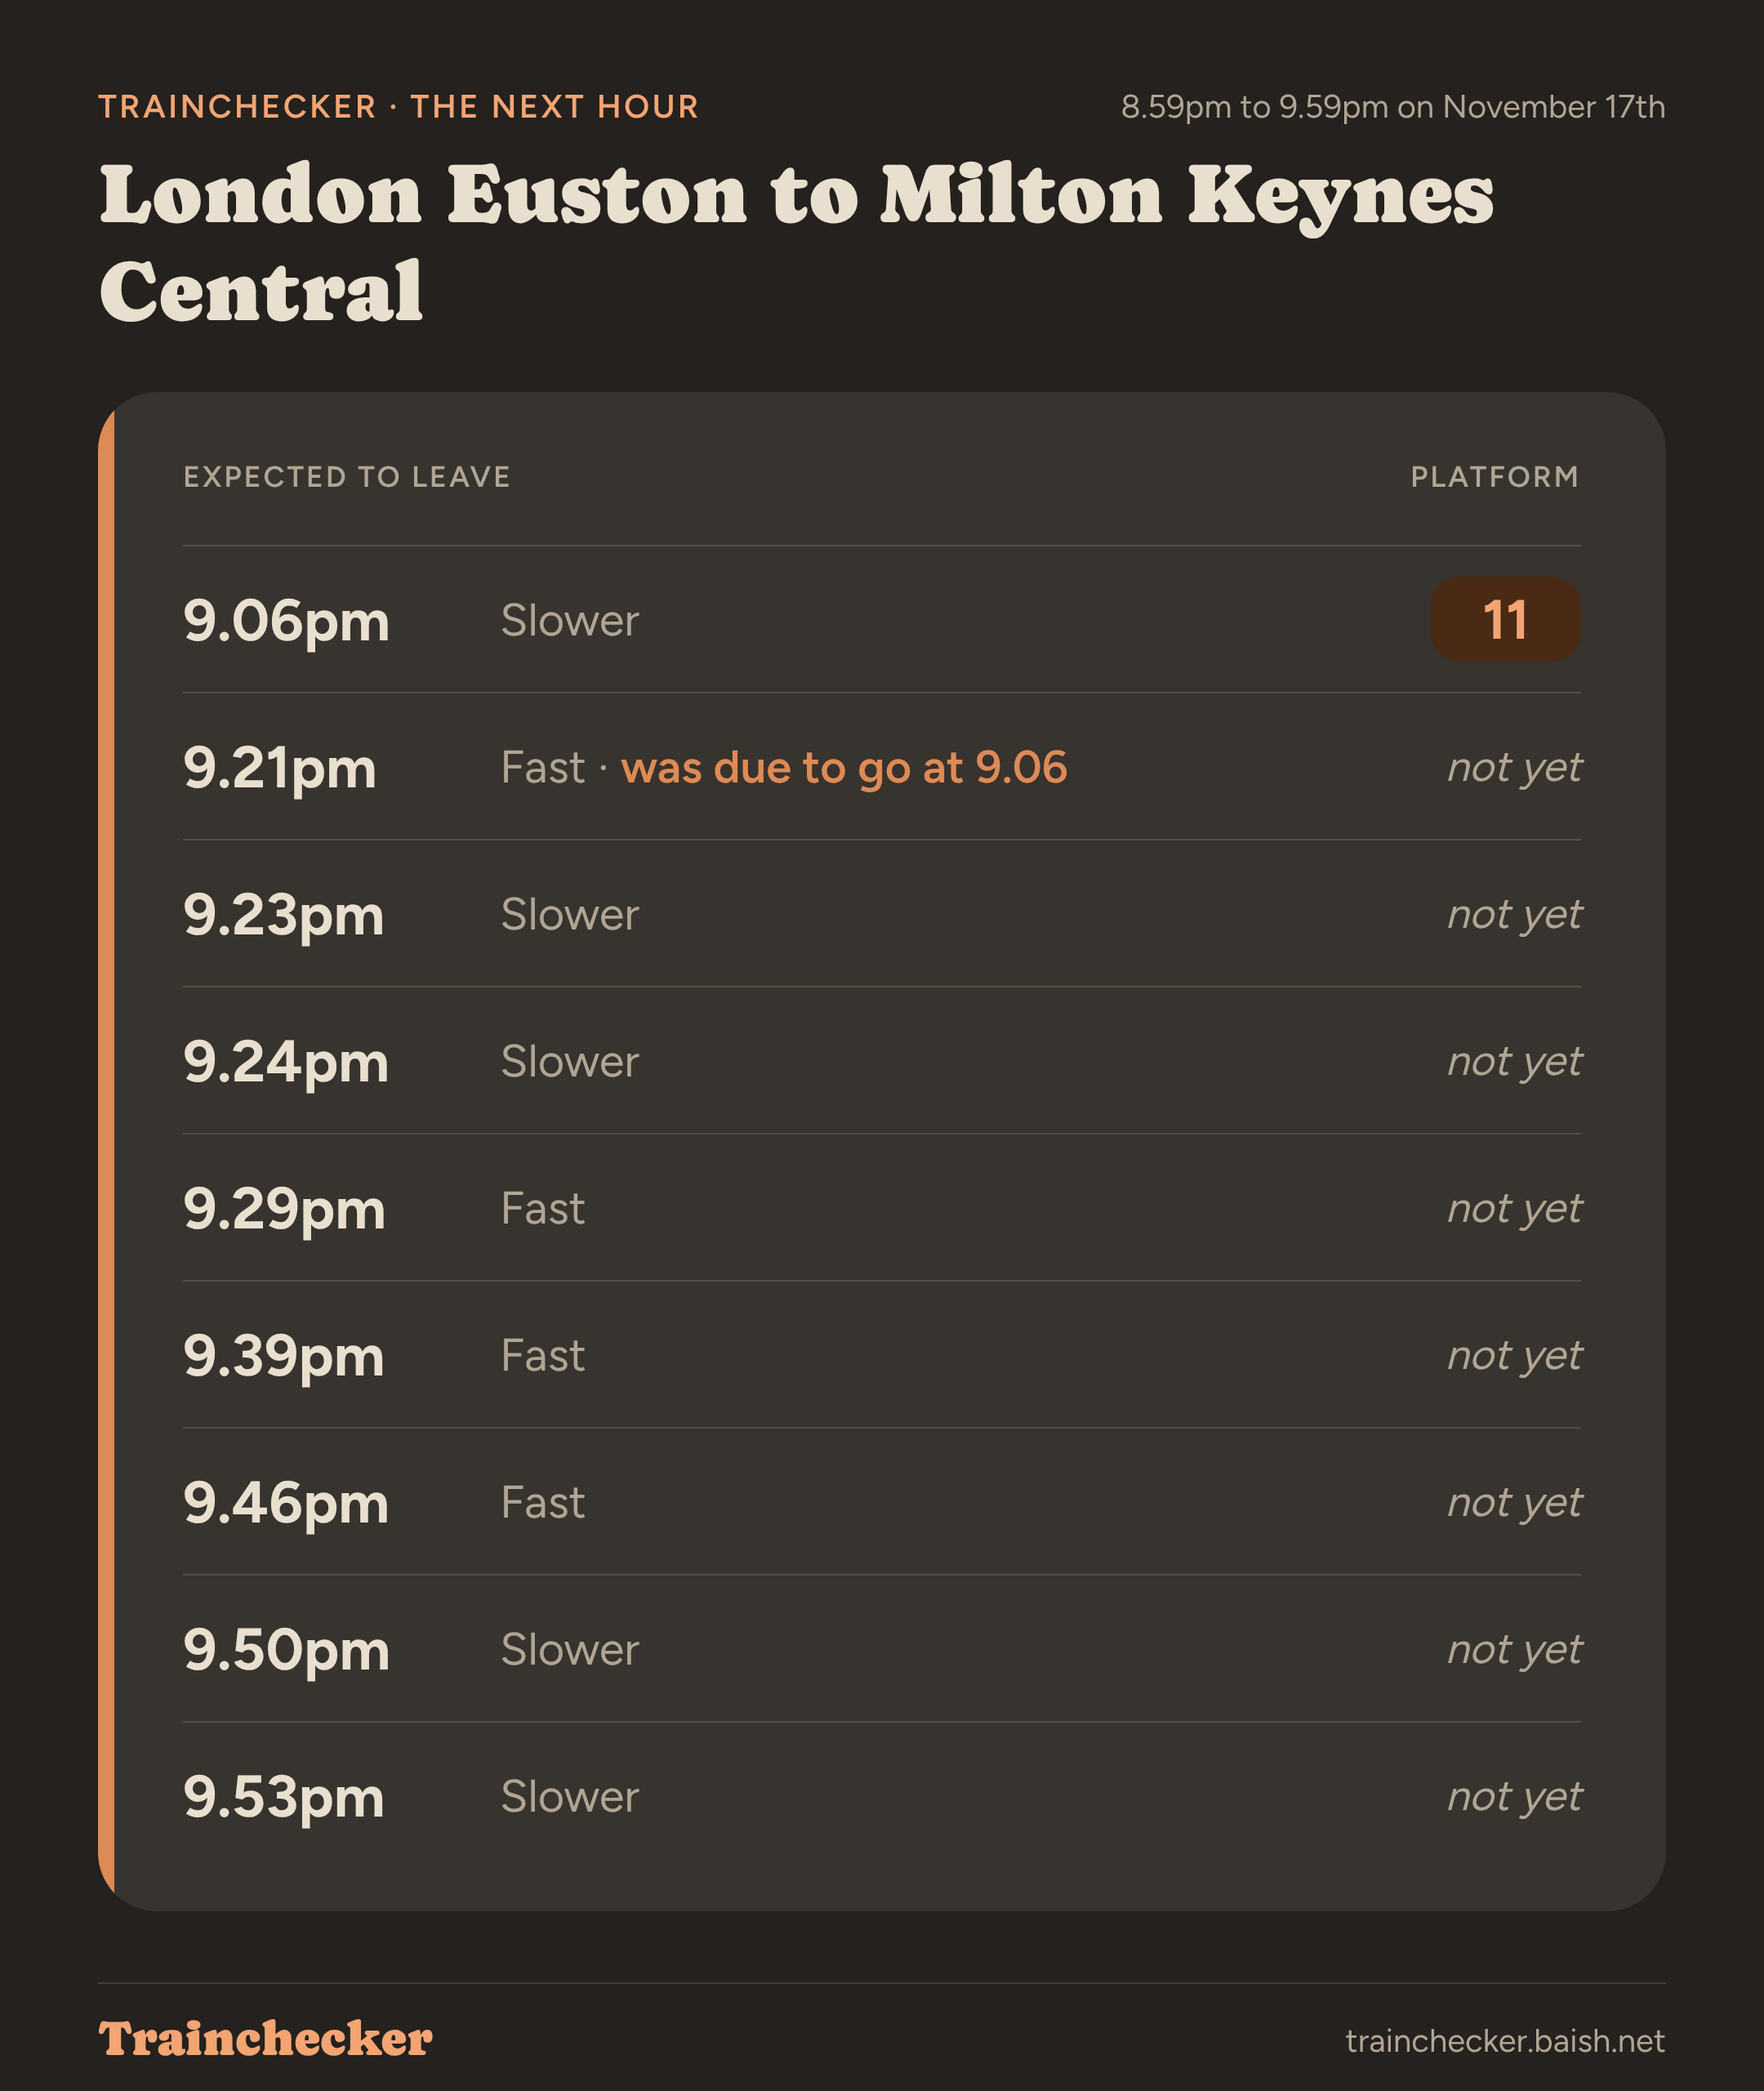 TRAINCHECKER · THE NEXT HOUR
8.59pm to 9.59pm on November 17th
London Euston to Milton Keynes
Central
EXPECTED TO LEAVE PLATFORM
9.06pm Slower 11
9.21pm Fast · was due to go at 9.06 not yet
9.23pm Slower not yet
9.24pm Slower not yet
9.29pm Fast not yet
9.39pm Fast not yet
9.46pm Fast not yet
9.50pm Slower not yet
9.53pm Slower not yet
Trainchecker trainchecker.baish.net